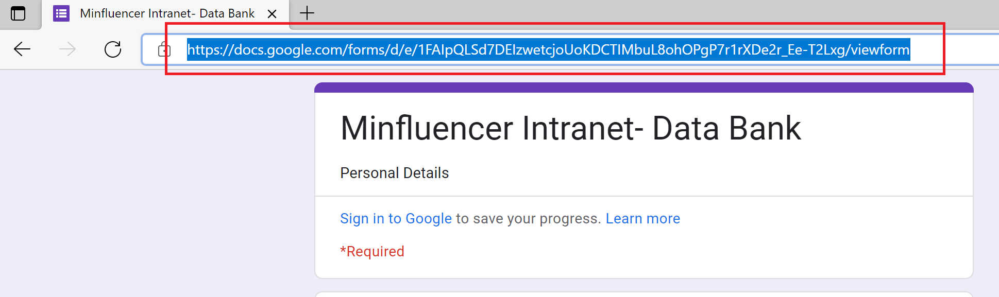 Minfluencer Intranet- Data Bank
https://docs.google.com/forms/d/e/1FAIpQLSd7DEIzwetcjoUoKDCTIMbuL8ohOPgP7r1rXDe2r_Ee-T2Lxg/viewform
Minfluencer Intranet- Data Bank
Personal Details
Sign in to Google to save your progress. Learn more
*Required